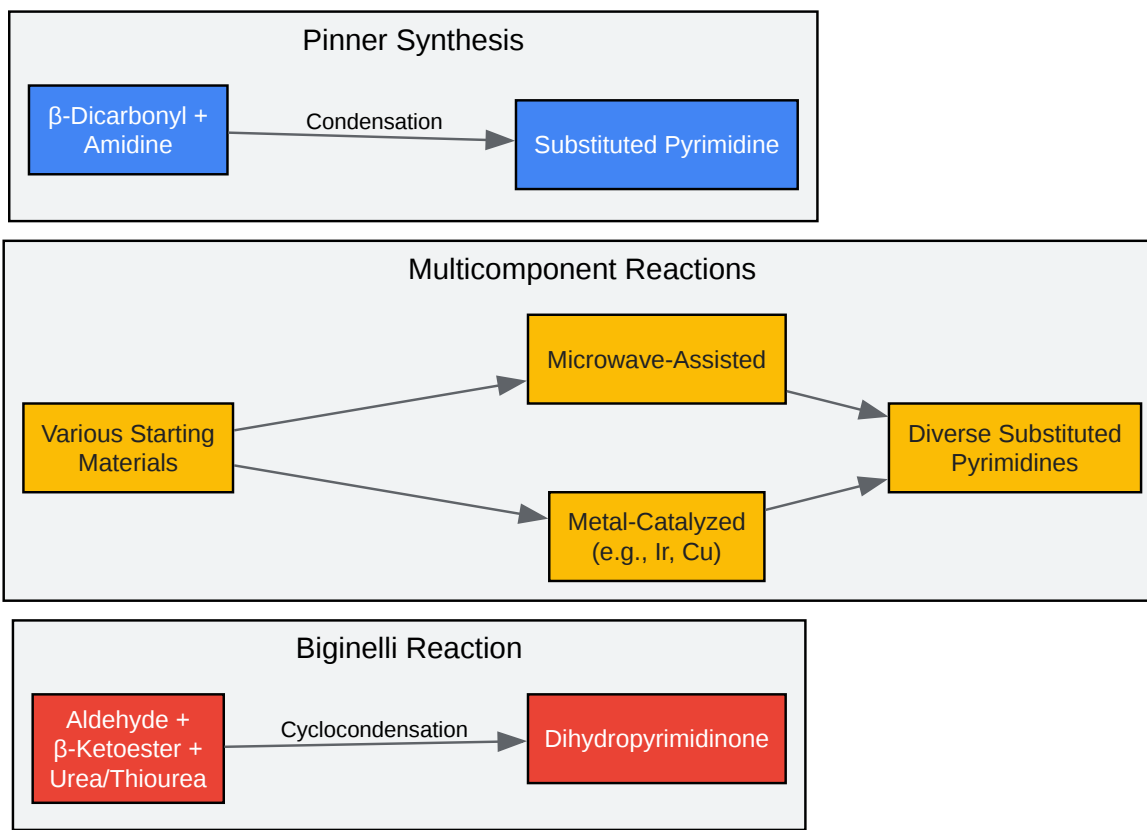 Pinner Synthesis
β-Dicarbonyl +
Amidine
Condensation
Substituted Pyrimidine
Multicomponent Reactions
Various Starting
Materials
Microwave-Assisted
Metal-Catalyzed
(e.g., Ir, Cu)
Diverse Substituted
Pyrimidines
Biginelli Reaction
Aldehyde +
β-Ketoester +
Urea/Thiourea
Cyclocondensation
Dihydropyrimidinone